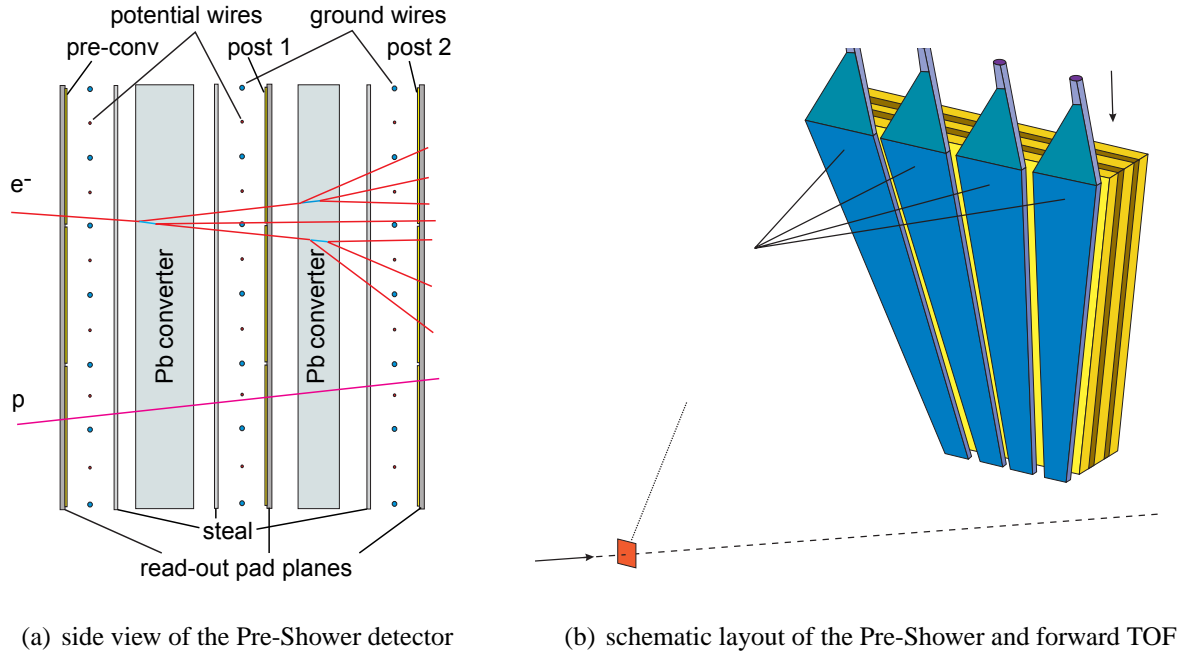 potential wires
ground wires
pre-conv
post 1
post 2
e-
Pb converter
Pb converter
p
steal
read-out pad planes
(a) side view of the Pre-Shower detector
(b) schematic layout of the Pre-Shower and forward TOF